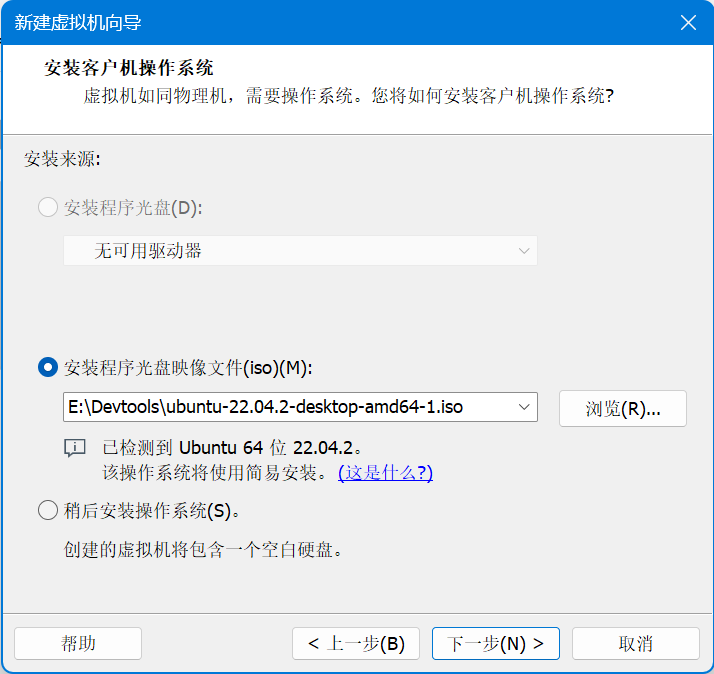 新建虚拟机向导
安装客户机操作系统
虚拟机如同物理机，需要操作系统。您将如何安装客户机操作系统?
安装来源:
安装程序光盘(D):
无可用驱动器
安装程序光盘映像文件(iso)(M):
E:\Devtools\ubuntu-22.04.2-desktop-amd64-1.iso
浏览(R)...
已检测到 Ubuntu 64 位 22.04.2。
该操作系统将使用简易安装。(这是什么?)
稍后安装操作系统(S)。
创建的虚拟机将包含一个空白硬盘。
帮助
< 上一步(B)
下一步(N) >
取消